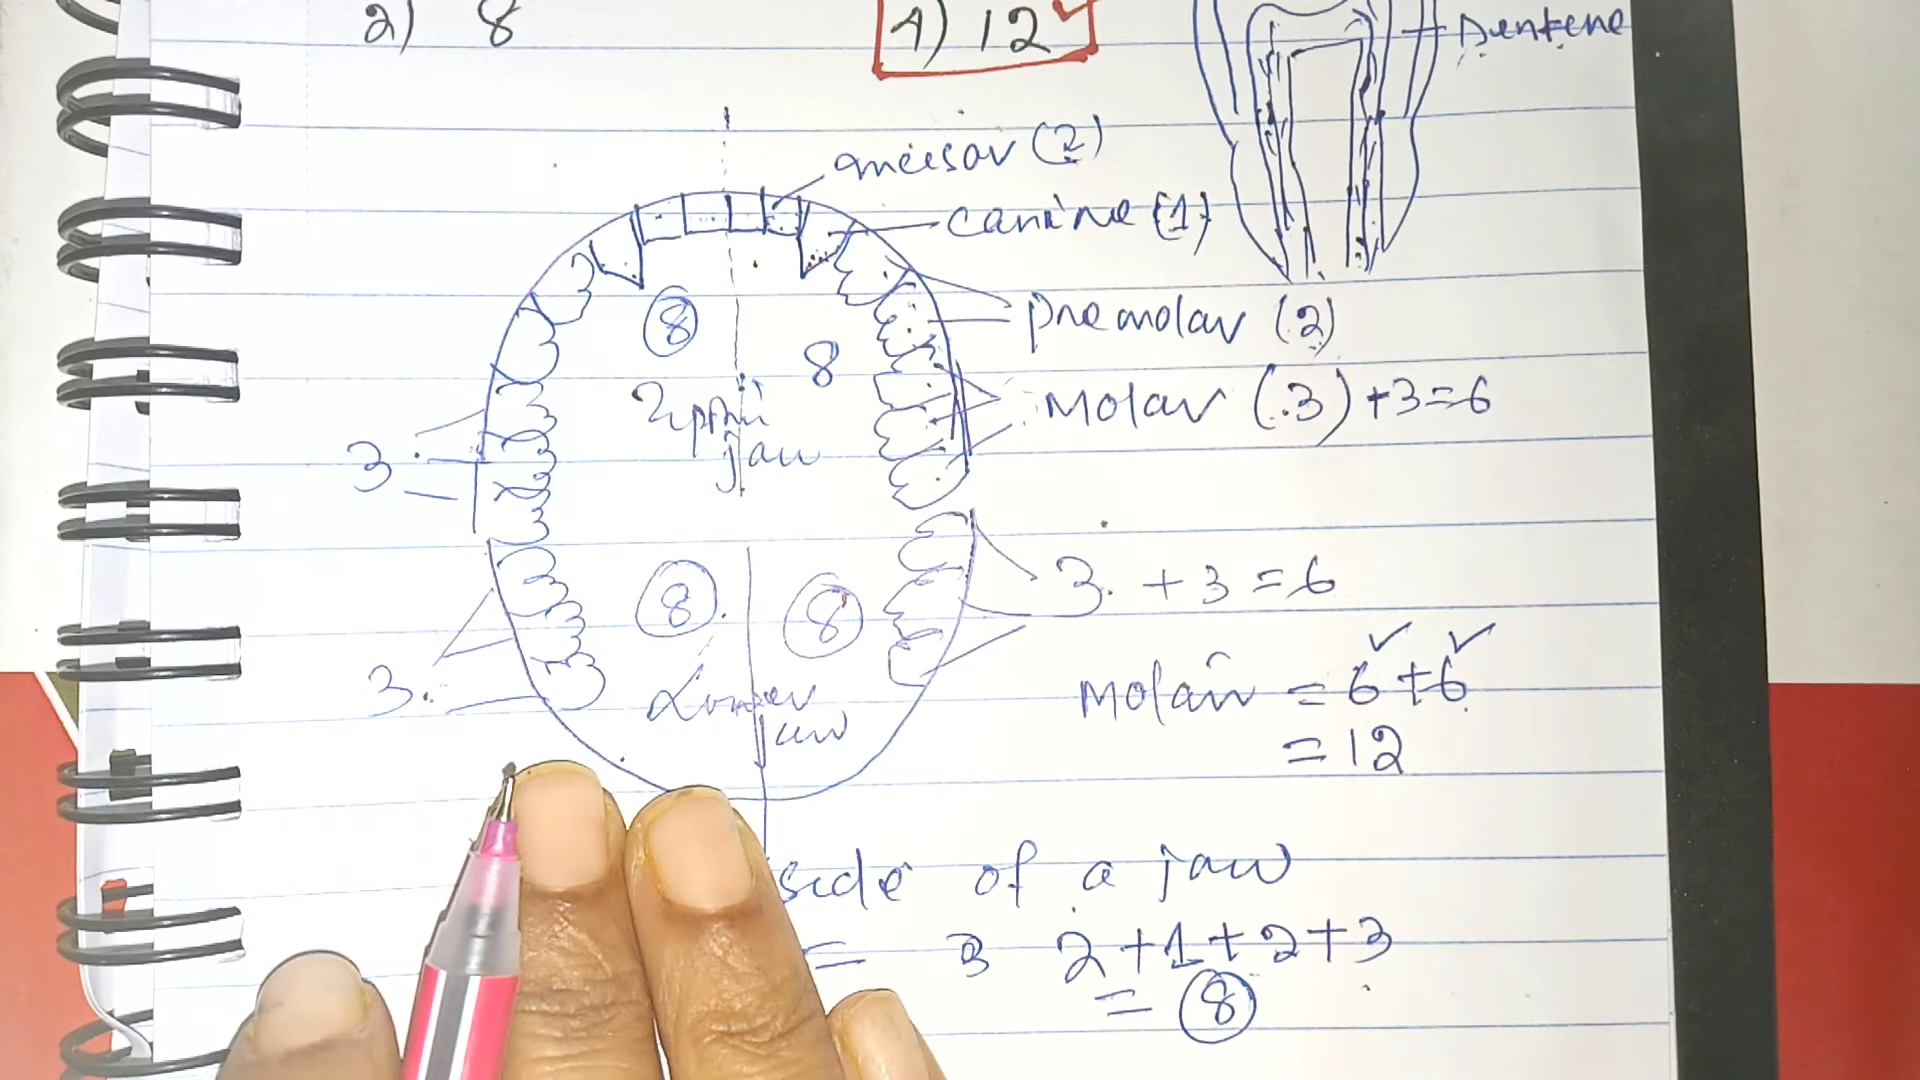 2) 8
4) 12
Dentene
incisor (2)
canine (1)
premolar (2)
8
8
Molar (3) + 3 = 6
upper jaw
3
3. + 3 = 6
8
8
3.
Lower jaw
Molar = 6 + 6
= 12
side of a jaw
= 3 2+1+2+3
= 8